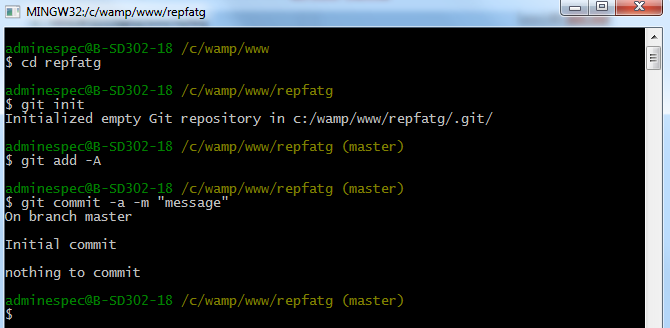 MINGW32:/c/wamp/www/repfatg
adminespec@B-SD302-18 /c/wamp/www
$ cd repfatg
adminespec@B-SD302-18 /c/wamp/www/repfatg
$ git init
Initialized empty Git repository in c:/wamp/www/repfatg/.git/
adminespec@B-SD302-18 /c/wamp/www/repfatg (master)
$ git add -A
adminespec@B-SD302-18 /c/wamp/www/repfatg (master)
$ git commit -a -m "message"
On branch master
Initial commit
nothing to commit
adminespec@B-SD302-18 /c/wamp/www/repfatg (master)
$